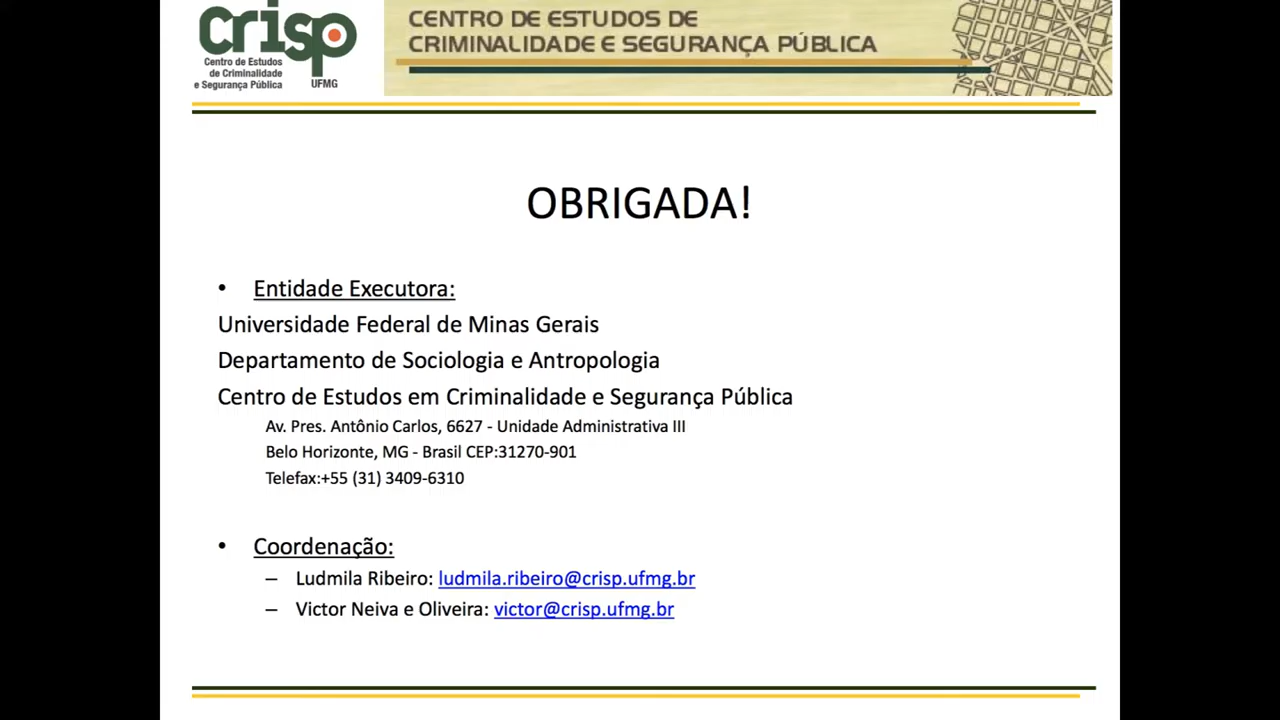 crisp
Centro de Estudos
de Criminalidade
e Segurança Pública
UFMG
CENTRO DE ESTUDOS DE
CRIMINALIDADE E SEGURANÇA PÚBLICA
OBRIGADA!
• Entidade Executora:
Universidade Federal de Minas Gerais
Departamento de Sociologia e Antropologia
Centro de Estudos em Criminalidade e Segurança Pública
Av. Pres. Antônio Carlos, 6627 - Unidade Administrativa III
Belo Horizonte, MG - Brasil CEP:31270-901
Telefax:+55 (31) 3409-6310
• Coordenação:
– Ludmila Ribeiro: ludmila.ribeiro@crisp.ufmg.br
– Victor Neiva e Oliveira: victor@crisp.ufmg.br